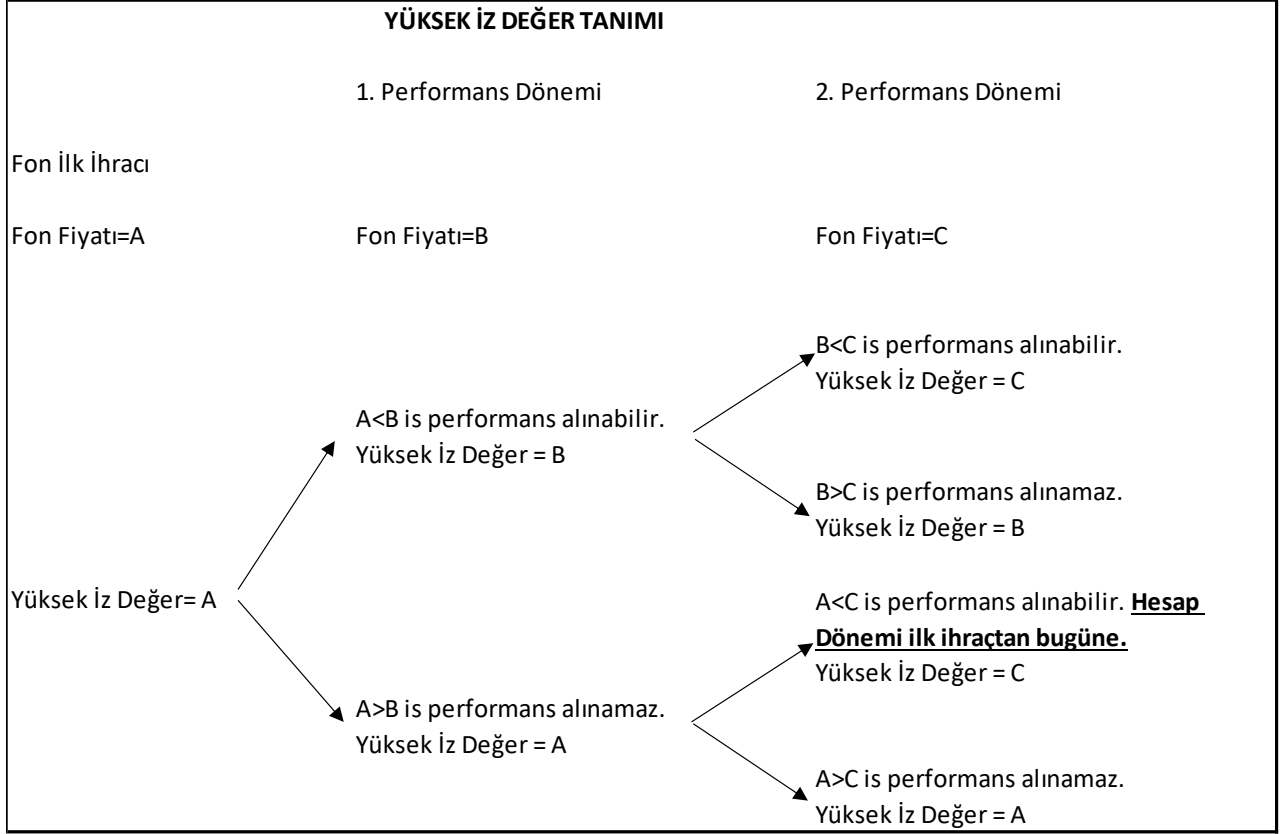 YÜKSEK İZ DEĞER TANIMI
1. Performans Dönemi
2. Performans Dönemi
Fon İlk İhracı
Fon Fiyatı=A
Fon Fiyatı=B
Fon Fiyatı=C
B<C is performans alınabilir.
Yüksek İz Değer = C
A<B is performans alınabilir.
Yüksek İz Değer = B
B>C is performans alınamaz.
Yüksek İz Değer = B
Yüksek İz Değer= A
A<C is performans alınabilir. Hesap
Dönemi ilk ihraçtan bugüne.
Yüksek İz Değer = C
A>B is performans alınamaz.
Yüksek İz Değer = A
A>C is performans alınamaz.
Yüksek İz Değer = A